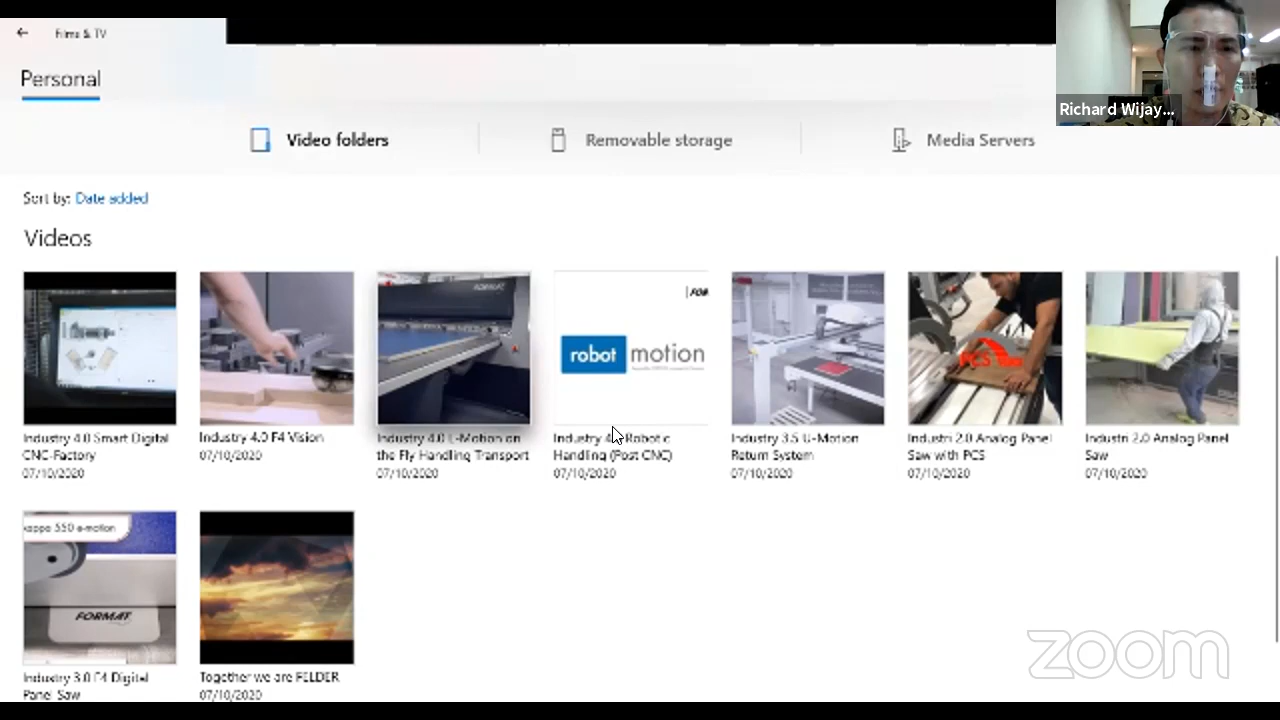 Films & TV
Richard Wijay...
Personal
Video folders
Removable storage
Media Servers
Sort by: Date added
Videos
FORMAT
robot motion
PCS
Industry 4.0 Smart Digital
CNC-Factory
07/10/2020
Industry 4.0 F4 Vision
07/10/2020
Industry 4.0 L-Motion on
the Fly Handling Transport
07/10/2020
Industry 4. Robotic
Handling (Post CNC)
07/10/2020
Industry 3.5 U-Motion
Return System
07/10/2020
Industri 2.0 Analog Panel
Saw with PCS
07/10/2020
Industri 2.0 Analog Panel
Saw
07/10/2020
kappa 550 e-motion
FORMAT
Industry 3.0 F4 Digital
Panel Saw
Together we are FELDER
07/10/2020
zoom